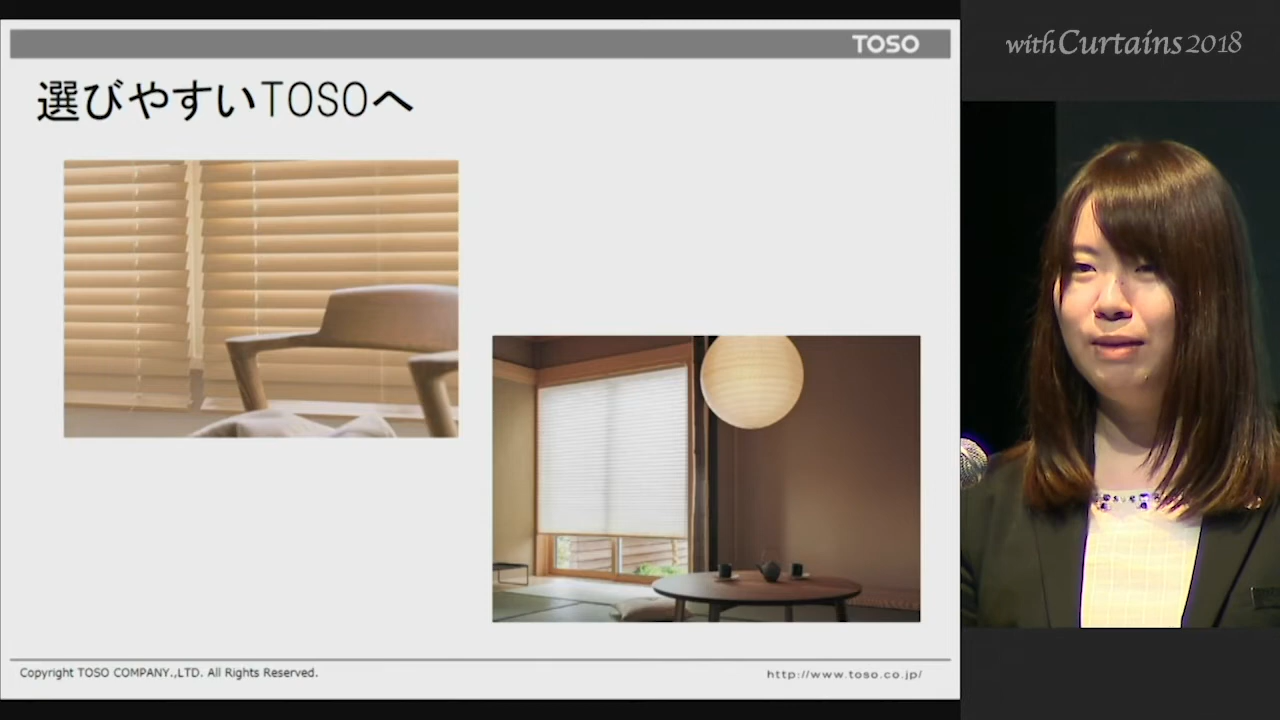 TOSO
withCurtains2018
選びやすいTOSOへ
Copyright TOSO COMPANY.,LTD. All Rights Reserved.
http://www.toso.co.jp/